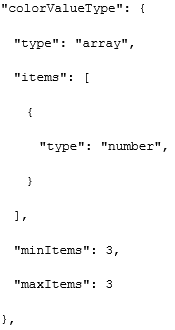 "colorValueType": {
"type": "array",
"items": [
{
"type": "number",
}
],
"minItems": 3,
"maxItems": 3
},